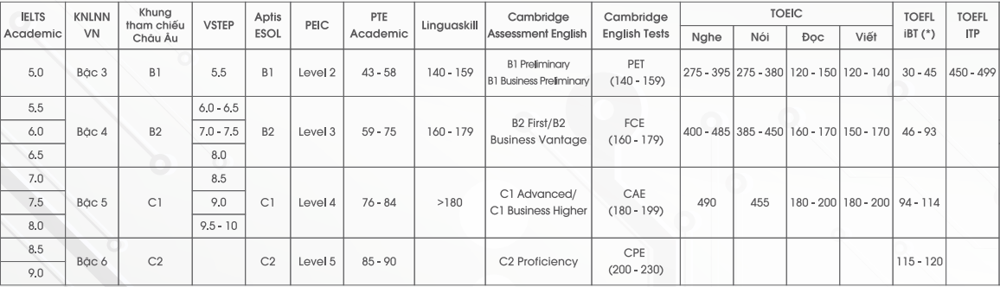 IELTS Academic KNLNN VN Khung tham chiếu Châu Âu VSTEP Aptis ESOL PEIC PTE Academic Linguaskill Cambridge Assessment English Cambridge English Tests TOEIC TOEFL iBT (*) TOEFL ITP
Nghe Nói Đọc Viết
5.0 Bậc 3 B1 5.5 B1 Level 2 43 - 58 140 - 159 B1 Preliminary B1 Business Preliminary PET (140 - 159) 275 - 395 275 - 380 120 - 150 120 - 140 30 - 45 450 - 499
5.5 6.0 - 6.5
6.0 Bậc 4 B2 7.0 - 7.5 B2 Level 3 59 - 75 160 - 179 B2 First/B2 Business Vantage FCE (160 - 179) 400 - 485 385 - 450 160 - 170 150 - 170 46 - 93
6.5 8.0
7.0 8.5
7.5 Bậc 5 C1 9.0 C1 Level 4 76 - 84 >180 C1 Advanced/ C1 Business Higher CAE (180 - 199) 490 455 180 - 200 180 - 200 94 - 114
8.0 9.5 - 10
8.5 Bậc 6 C2 C2 Level 5 85 - 90 C2 Proficiency CPE (200 - 230) 115 - 120
9.0